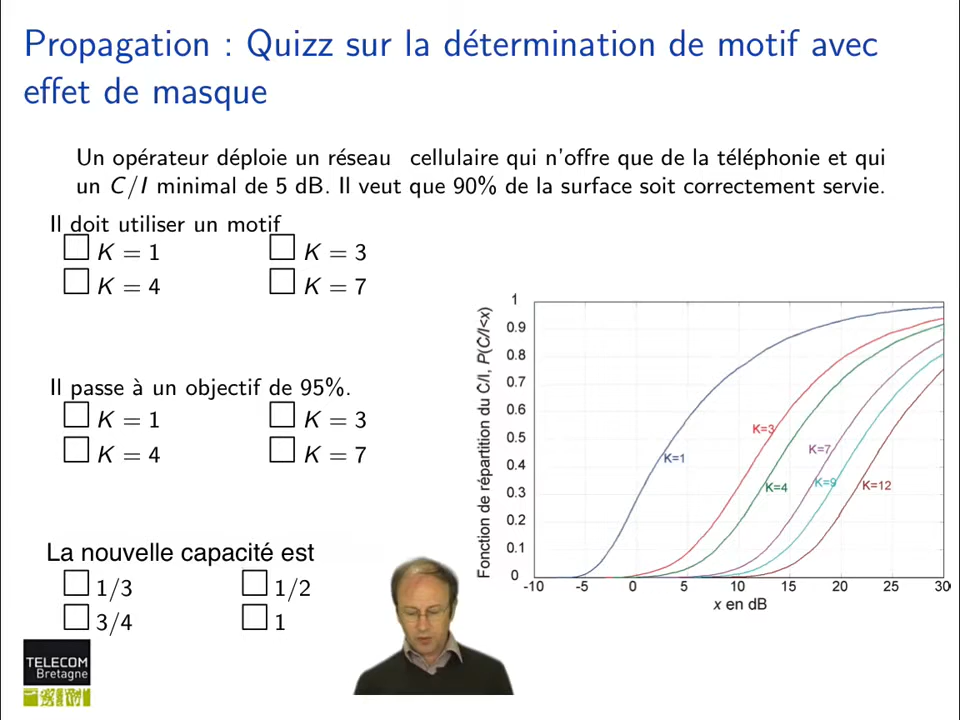 Propagation : Quizz sur la détermination de motif avec
effet de masque
Un opérateur déploie un réseau cellulaire qui n'offre que de la téléphonie et qui
un C/I minimal de 5 dB. Il veut que 90% de la surface soit correctement servie.
Il doit utiliser un motif
K = 1 K = 3
K = 4 K = 7
Il passe à un objectif de 95%.
K = 1 K = 3
K = 4 K = 7
La nouvelle capacité est
1/3 1/2
3/4 1
Fonction de répartition du C/I, P(C/I<x)
1
0.9
0.8
0.7
0.6
0.5
0.4
0.3
0.2
0.1
0
K=1
K=3
K=4
K=7
K=9
K=12
-10 -5 0 5 10 15 20 25 30
x en dB
TELECOM
Bretagne